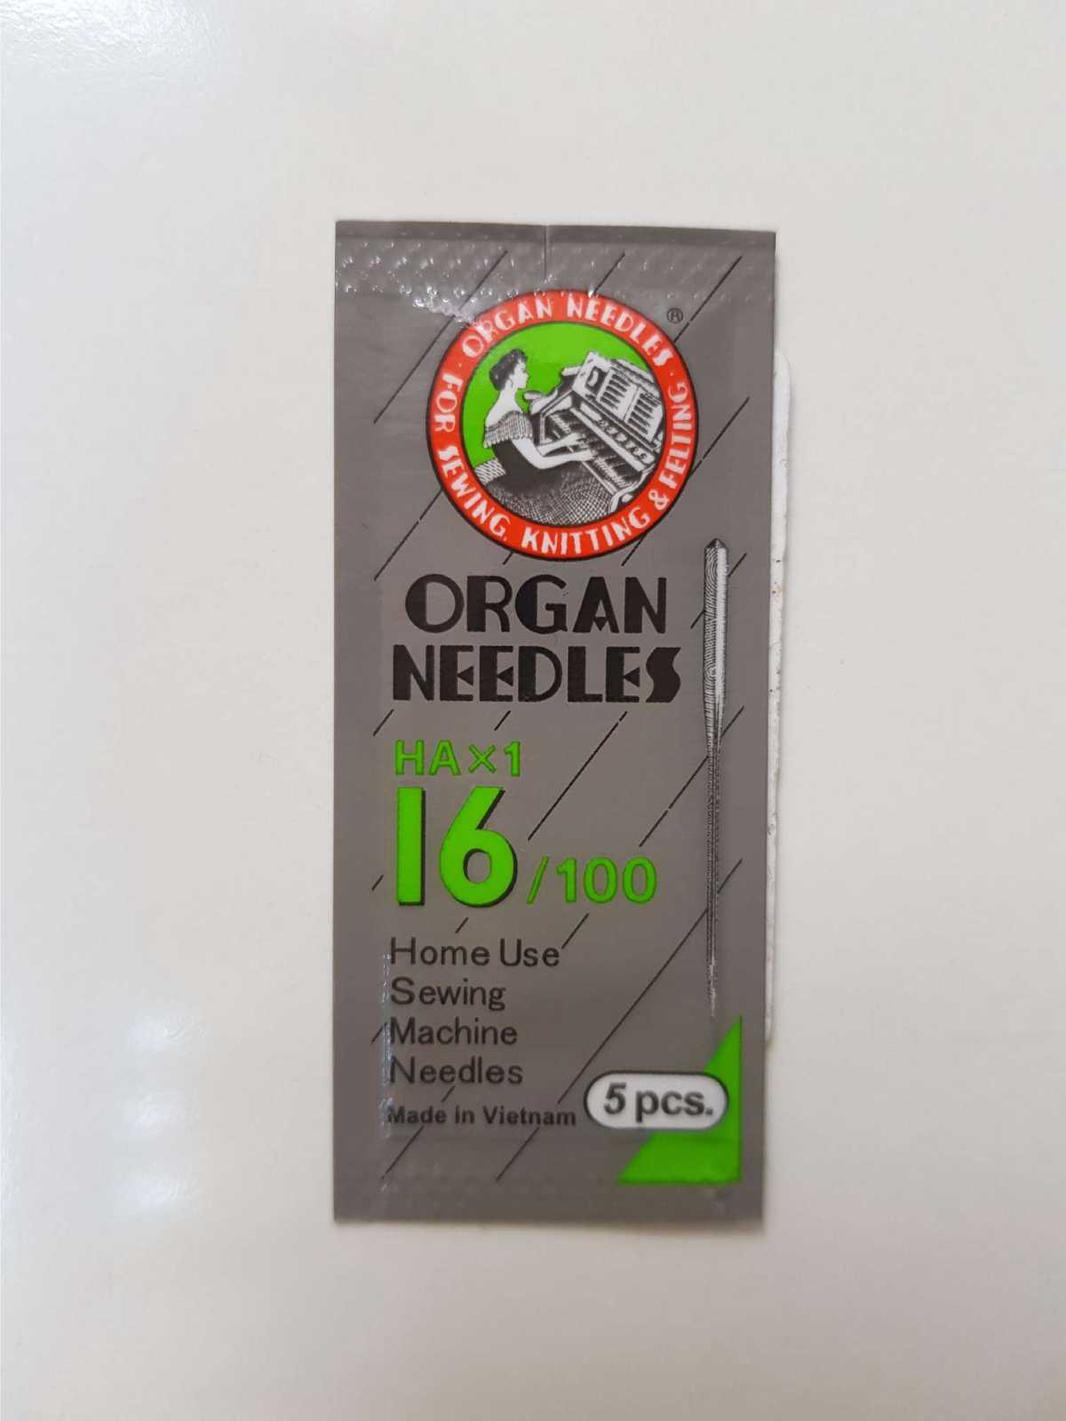 ORGAN NEEDLES
FOR SEWING, KNITTING & FELTING
®
ORGAN
NEEDLES
HA×1
16/100
Home Use
Sewing
Machine
Needles
Made in Vietnam
5 pcs.